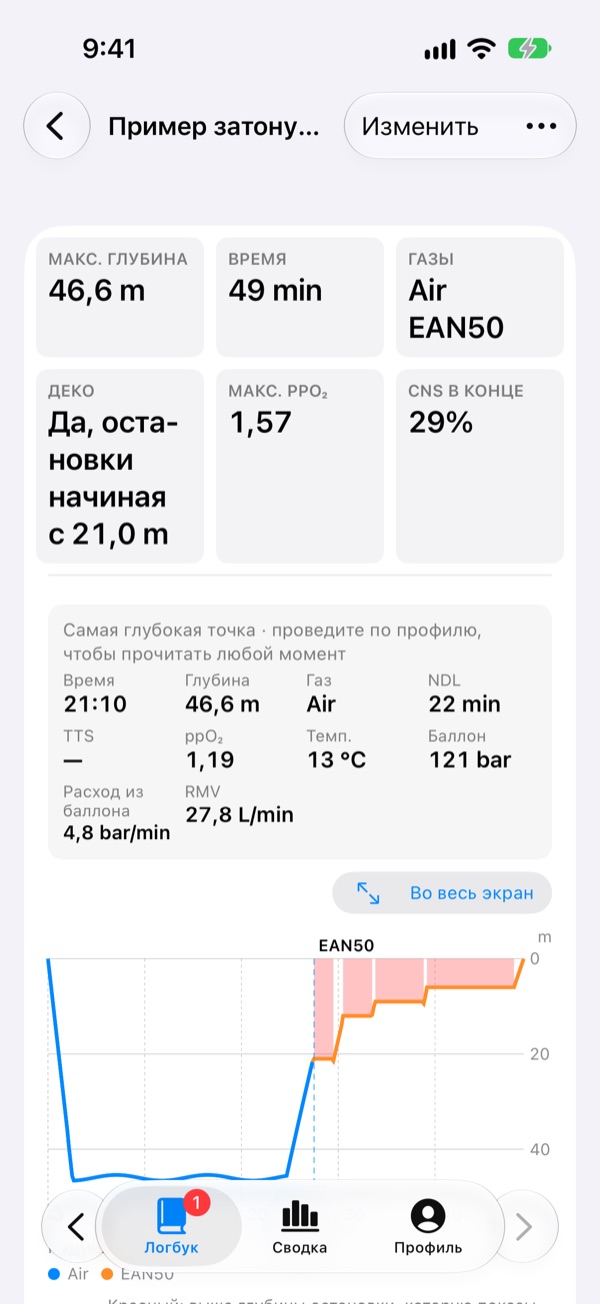 9:41
Пример затону...
Изменить
МАКС. ГЛУБИНА
46,6 m
ВРЕМЯ
49 min
ГАЗЫ
Air
EAN50
ДЕКО
Да, оста-
новки
начиная
с 21,0 m
МАКС. PPO₂
1,57
CNS В КОНЦЕ
29%
Самая глубокая точка · проведите по профилю,
чтобы прочитать любой момент
Время
21:10
Глубина
46,6 m
Газ
Air
NDL
22 min
TTS
—
ppO₂
1,19
Темп.
13 °C
Баллон
121 bar
Расход из
баллона
4,8 bar/min
RMV
27,8 L/min
Во весь экран
EAN50
m
0
20
40
1
Логбук
Сводка
Профиль
Air
EAN50